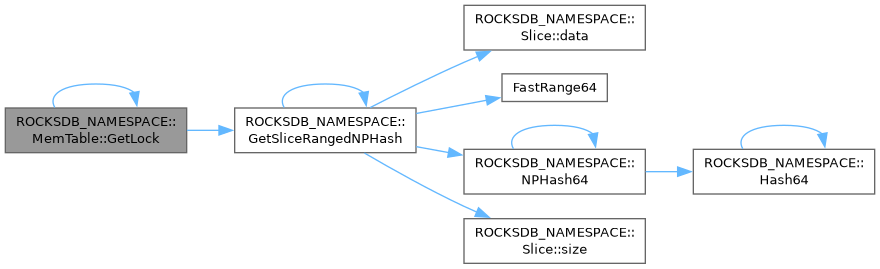 ROCKSDB_NAMESPACE::
MemTable::GetLock
ROCKSDB_NAMESPACE::
GetSliceRangedNPHash
ROCKSDB_NAMESPACE::
Slice::data
FastRange64
ROCKSDB_NAMESPACE::
NPHash64
ROCKSDB_NAMESPACE::
Hash64
ROCKSDB_NAMESPACE::
Slice::size